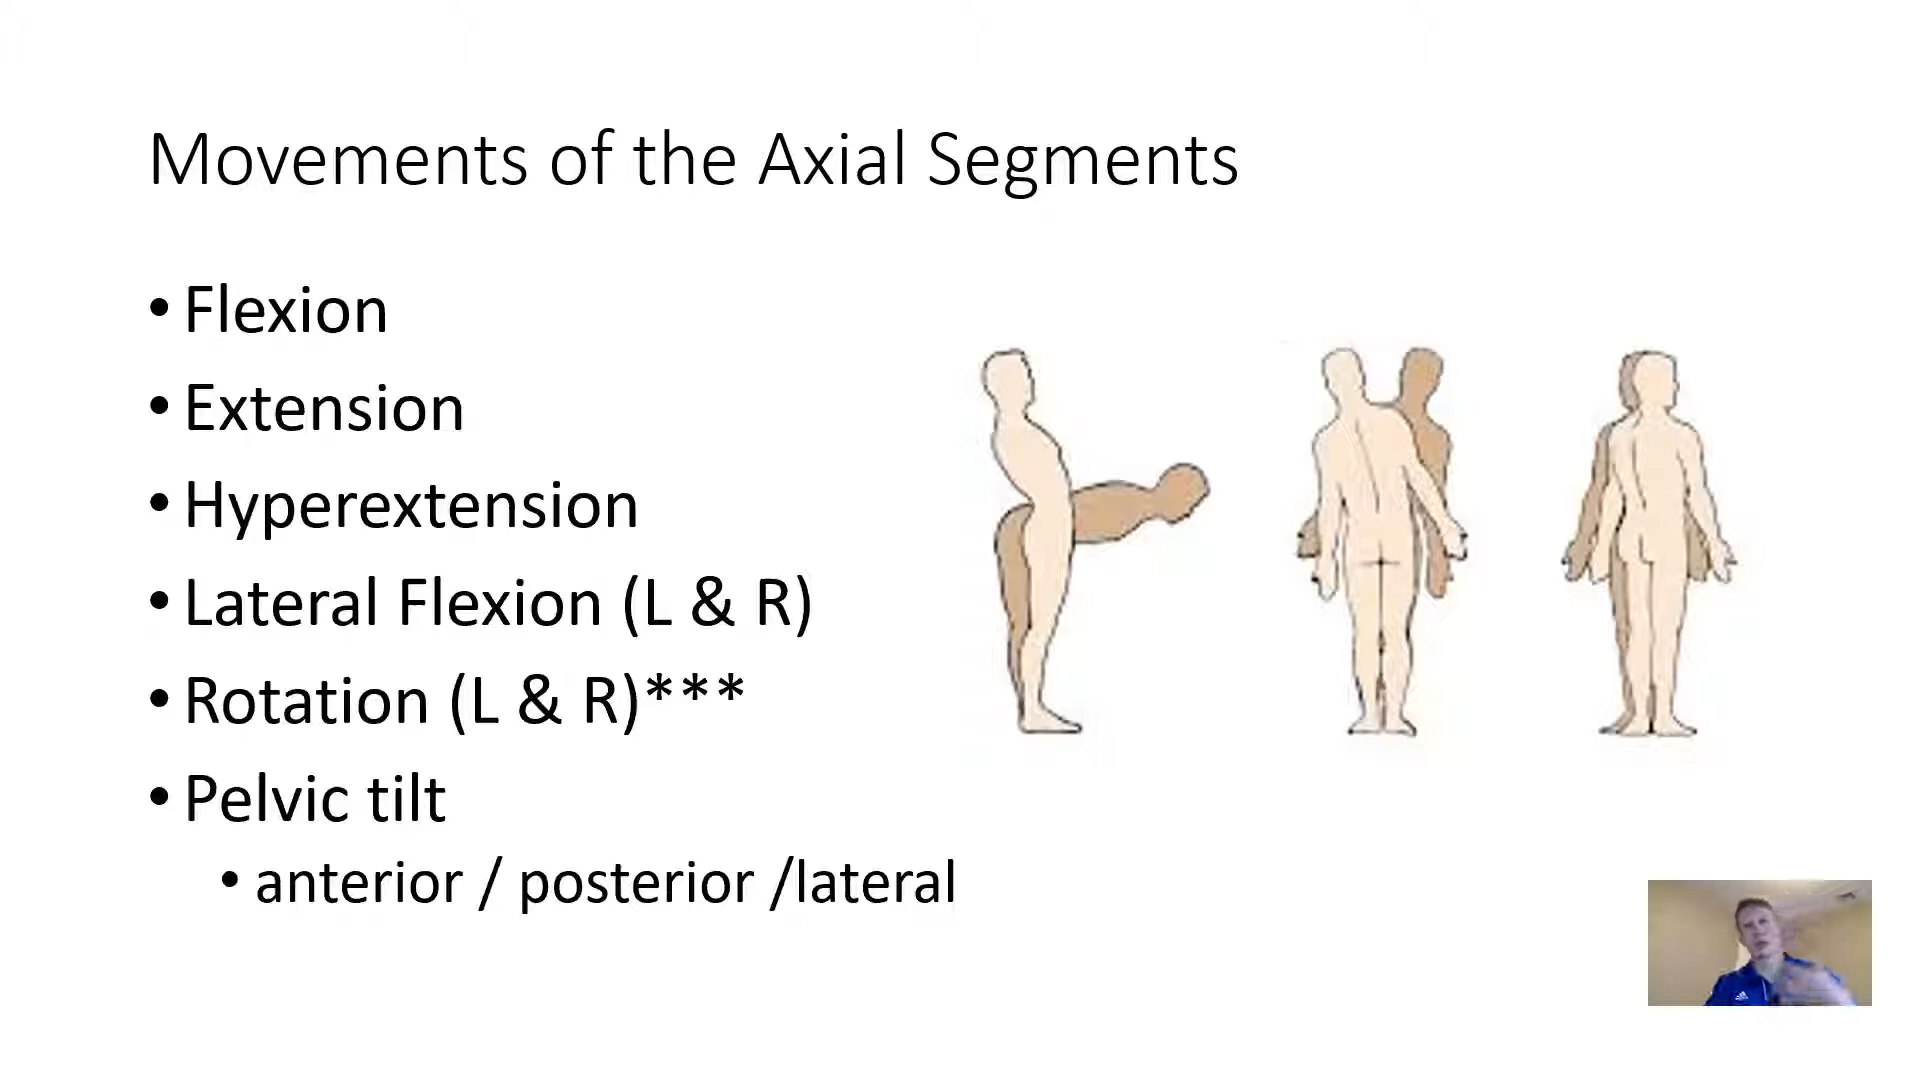 Movements of the Axial Segments
• Flexion
• Extension
• Hyperextension
• Lateral Flexion (L & R)
• Rotation (L & R)***
• Pelvic tilt
• anterior / posterior /lateral